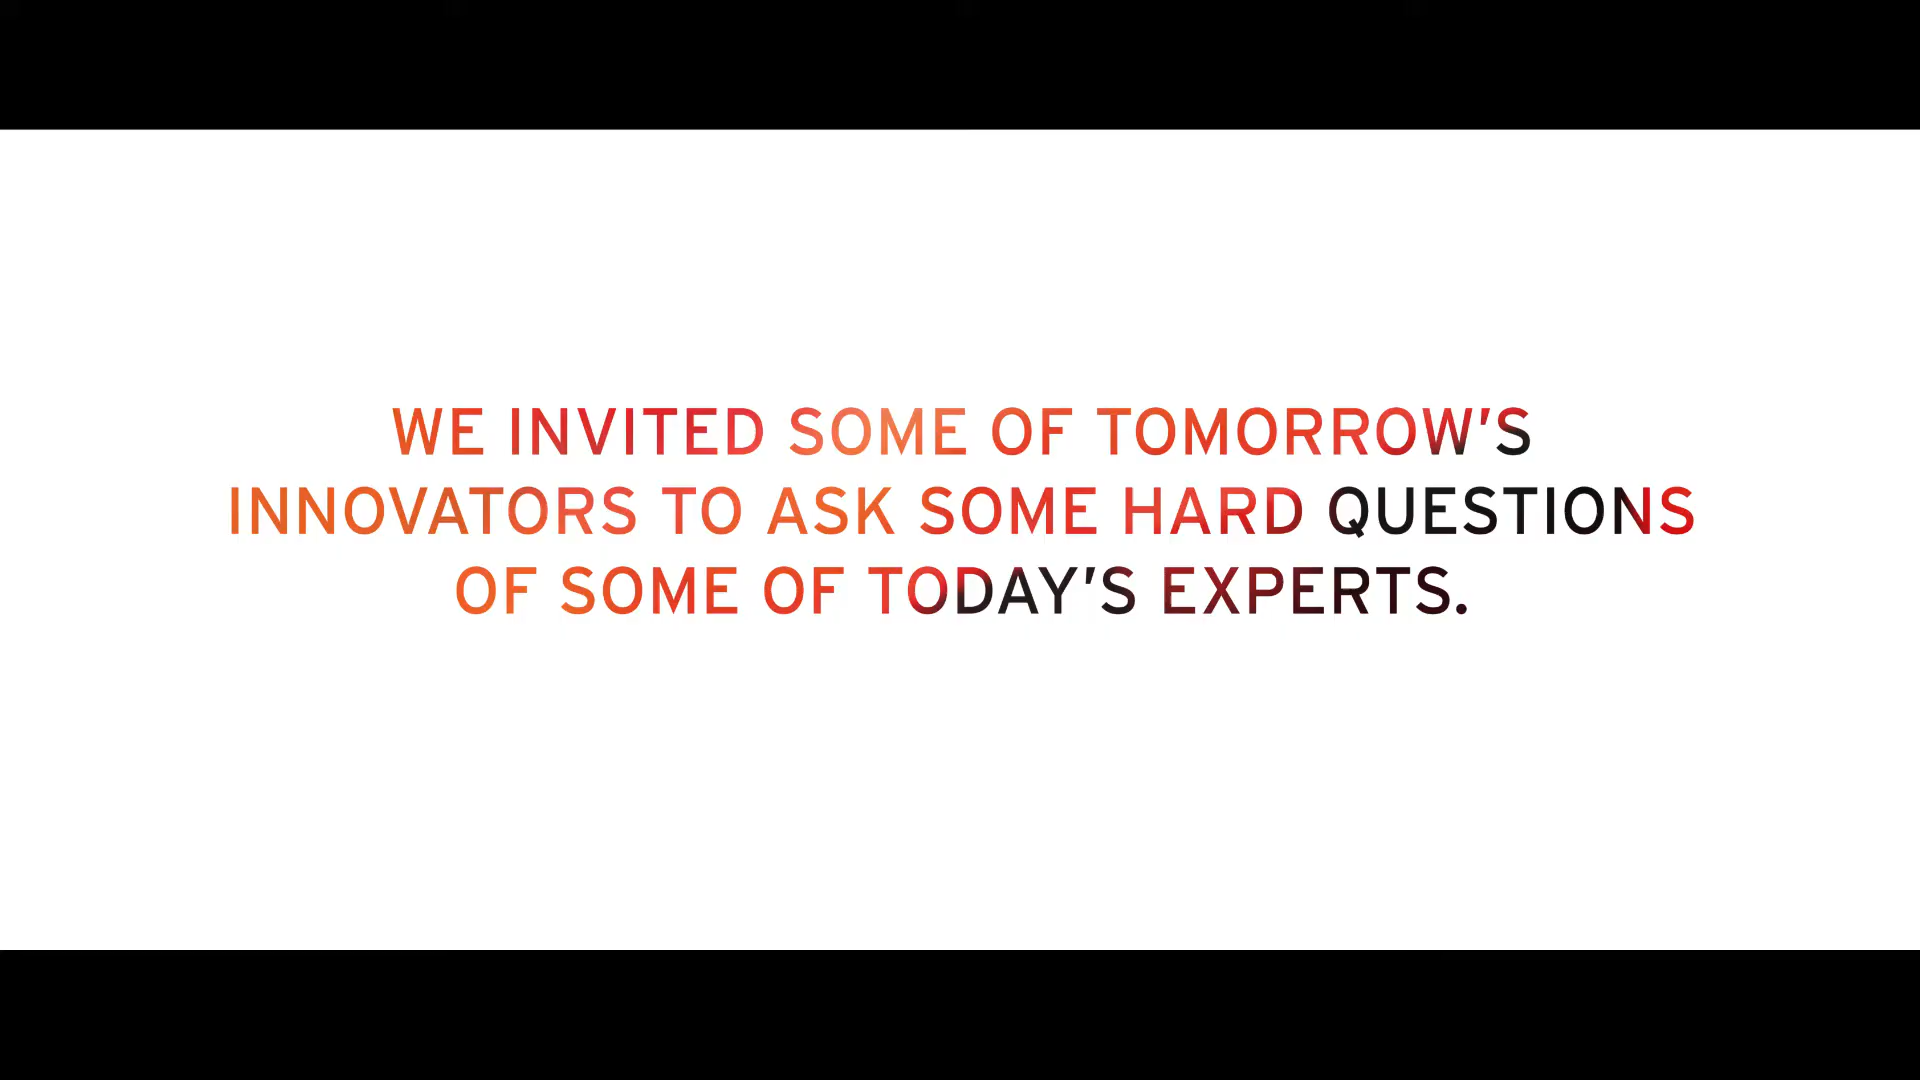 WE INVITED SOME OF TOMORROW'S
INNOVATORS TO ASK SOME HARD QUESTIONS
OF SOME OF TODAY'S EXPERTS.